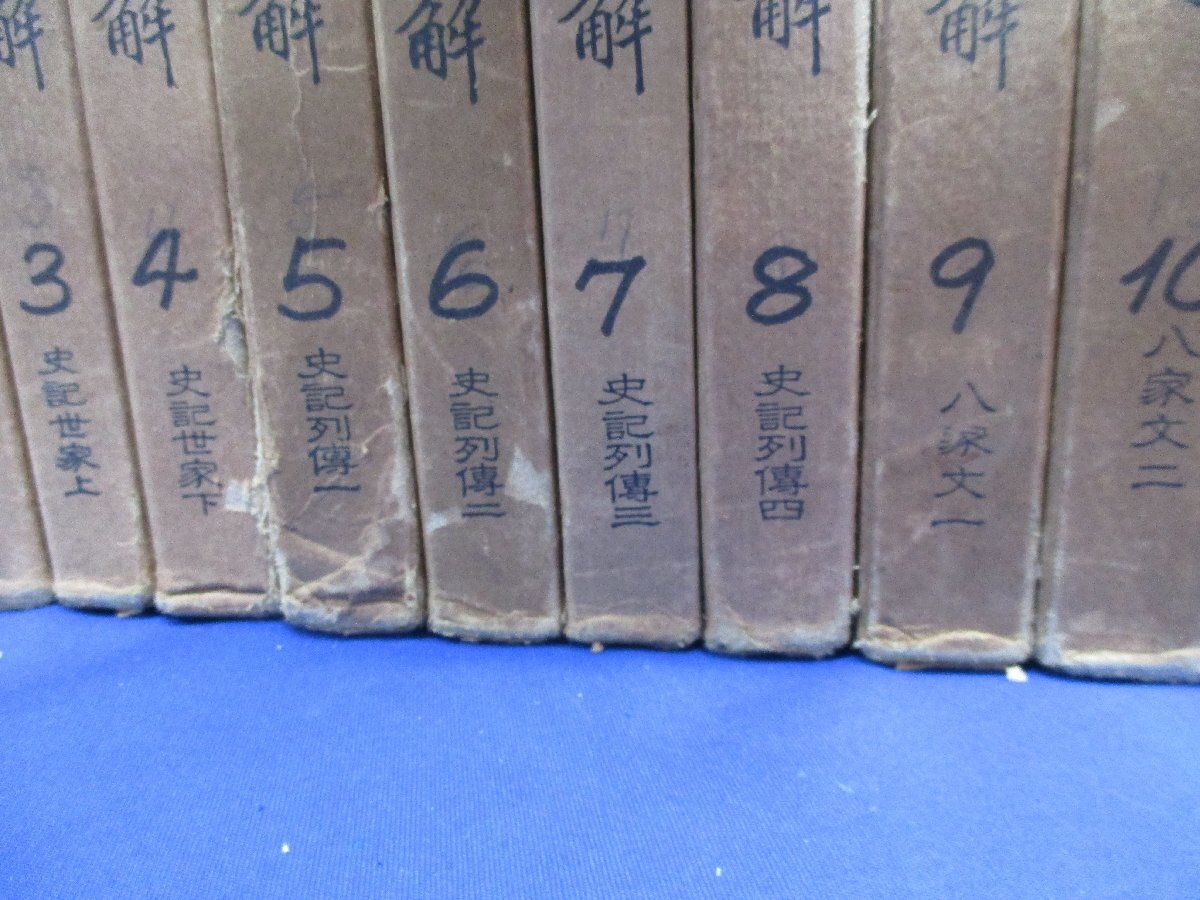 解
3
史記世家上
解
4
史記世家下
解
5
史記列傳一
解
6
史記列傳二
解
7
史記列傳三
解
8
史記列傳四
解
9
八家文一
10
八家文二